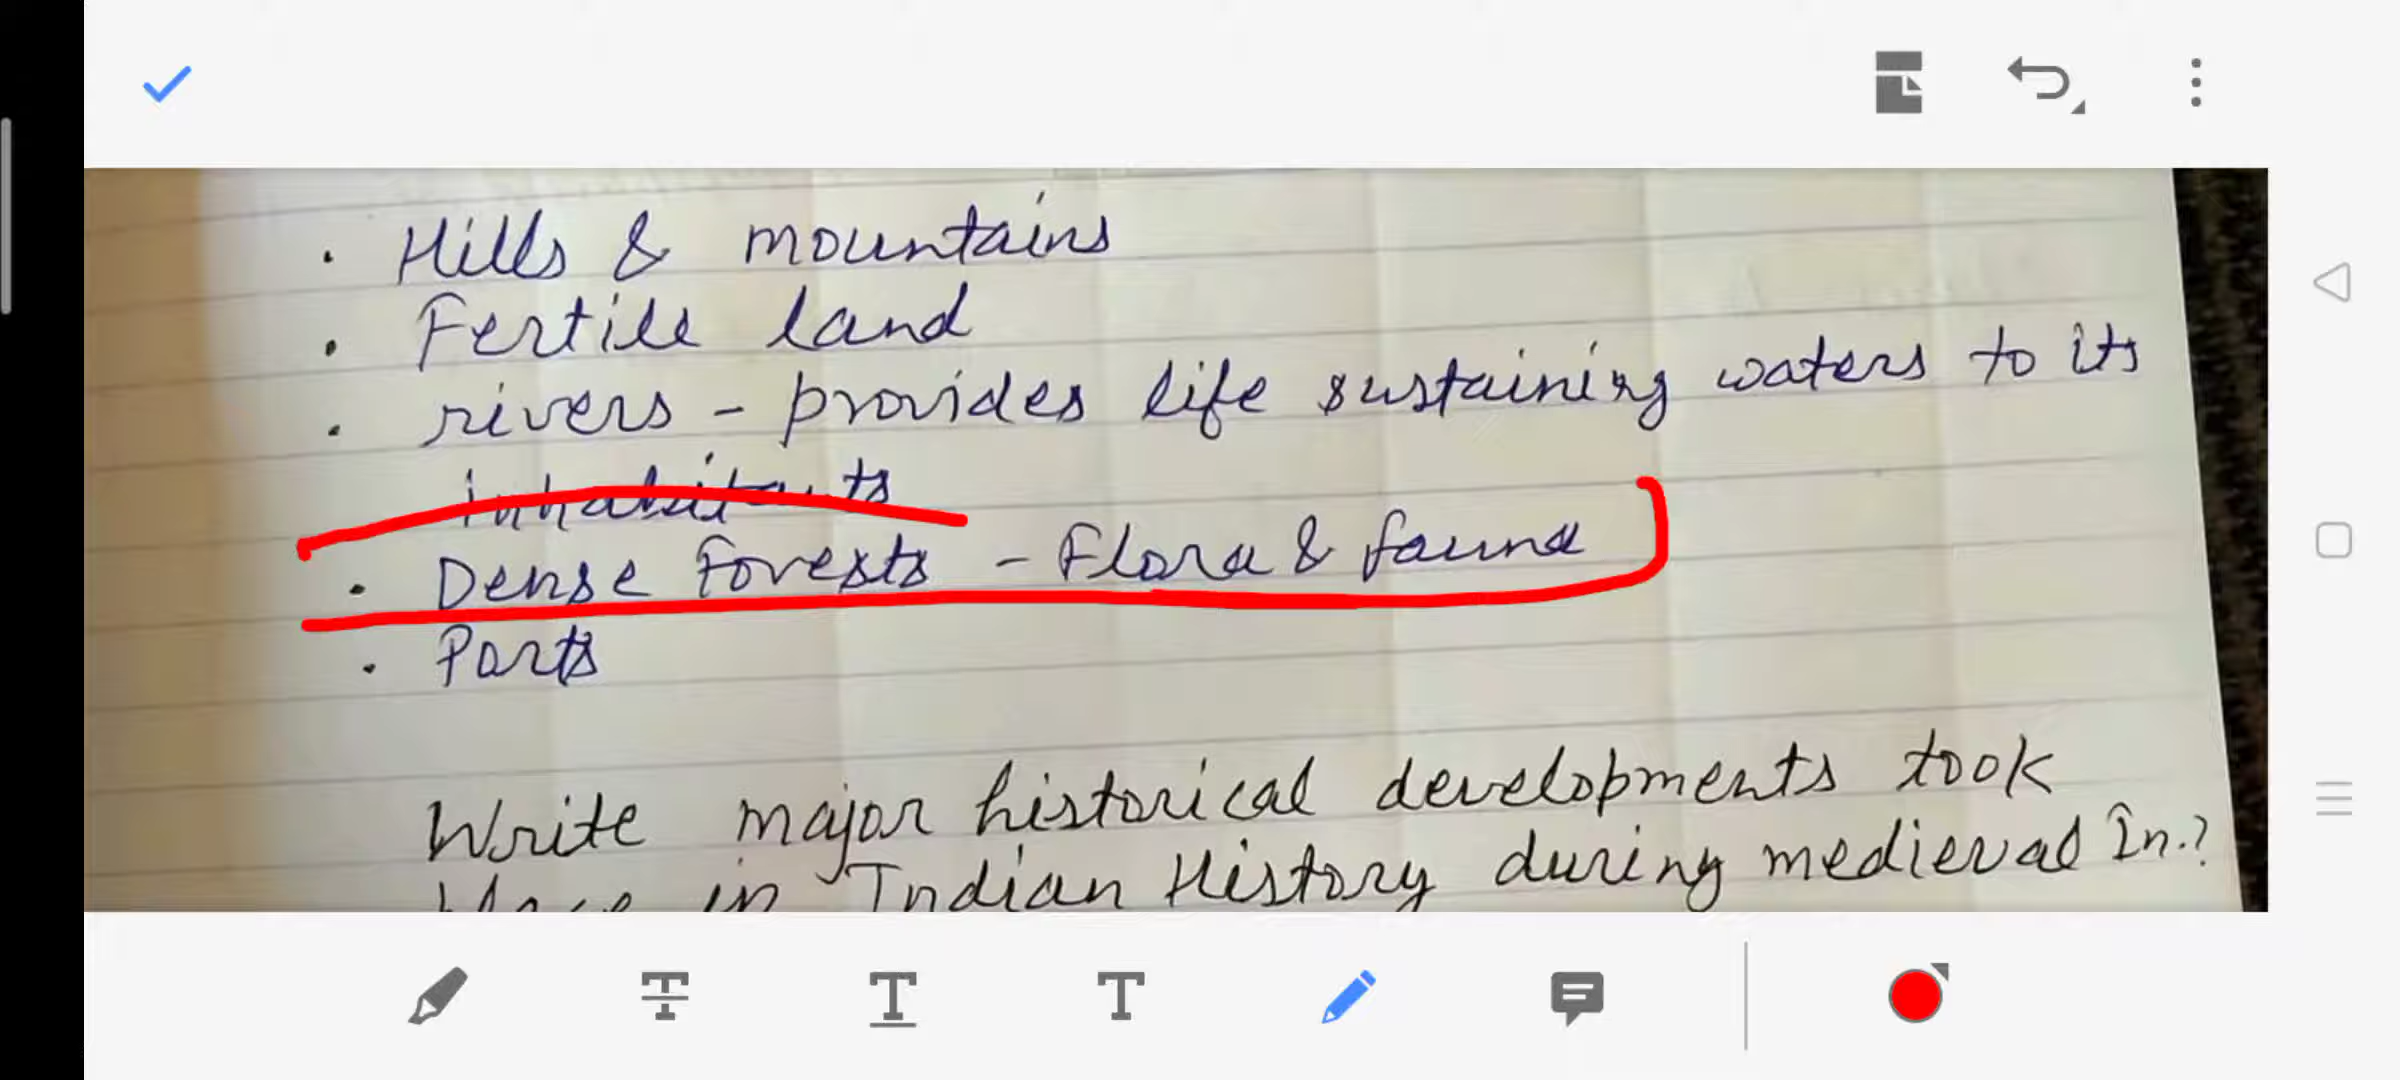 . Hills & mountains
. Fertile land
. rivers - provides life sustaining waters to its
inhabitants
. Dense Forests - Flora & fauna
. Ports
Write major historical developments took
place in Indian History during medieval In.?